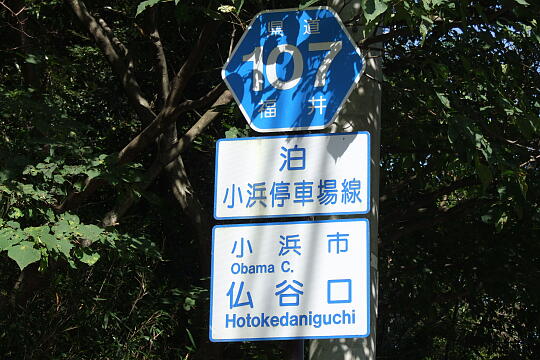 県道
107
福井
泊
小浜停車場線
小浜市
Obama C.
仏谷口
Hotokedaniguchi